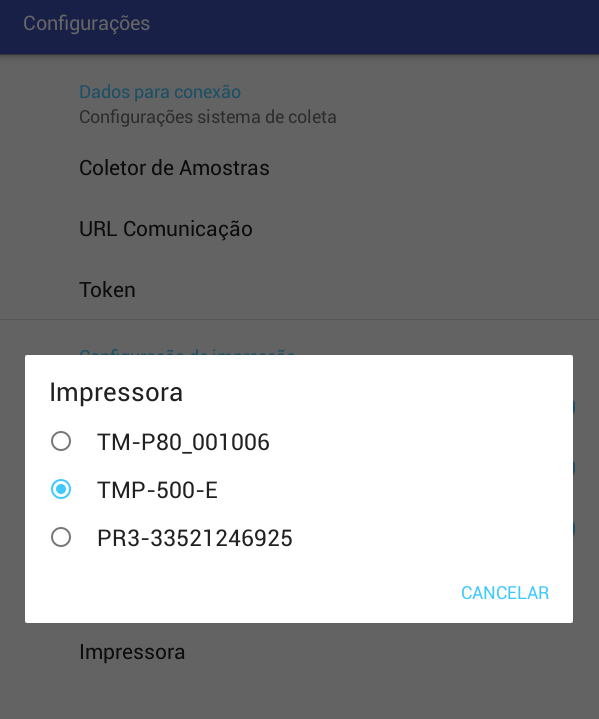 Configurações
Dados para conexão
Configurações sistema de coleta
Coletor de Amostras
URL Comunicação
Token
Impressora
TM-P80_001006
TMP-500-E
PR3-33521246925
CANCELAR
Impressora